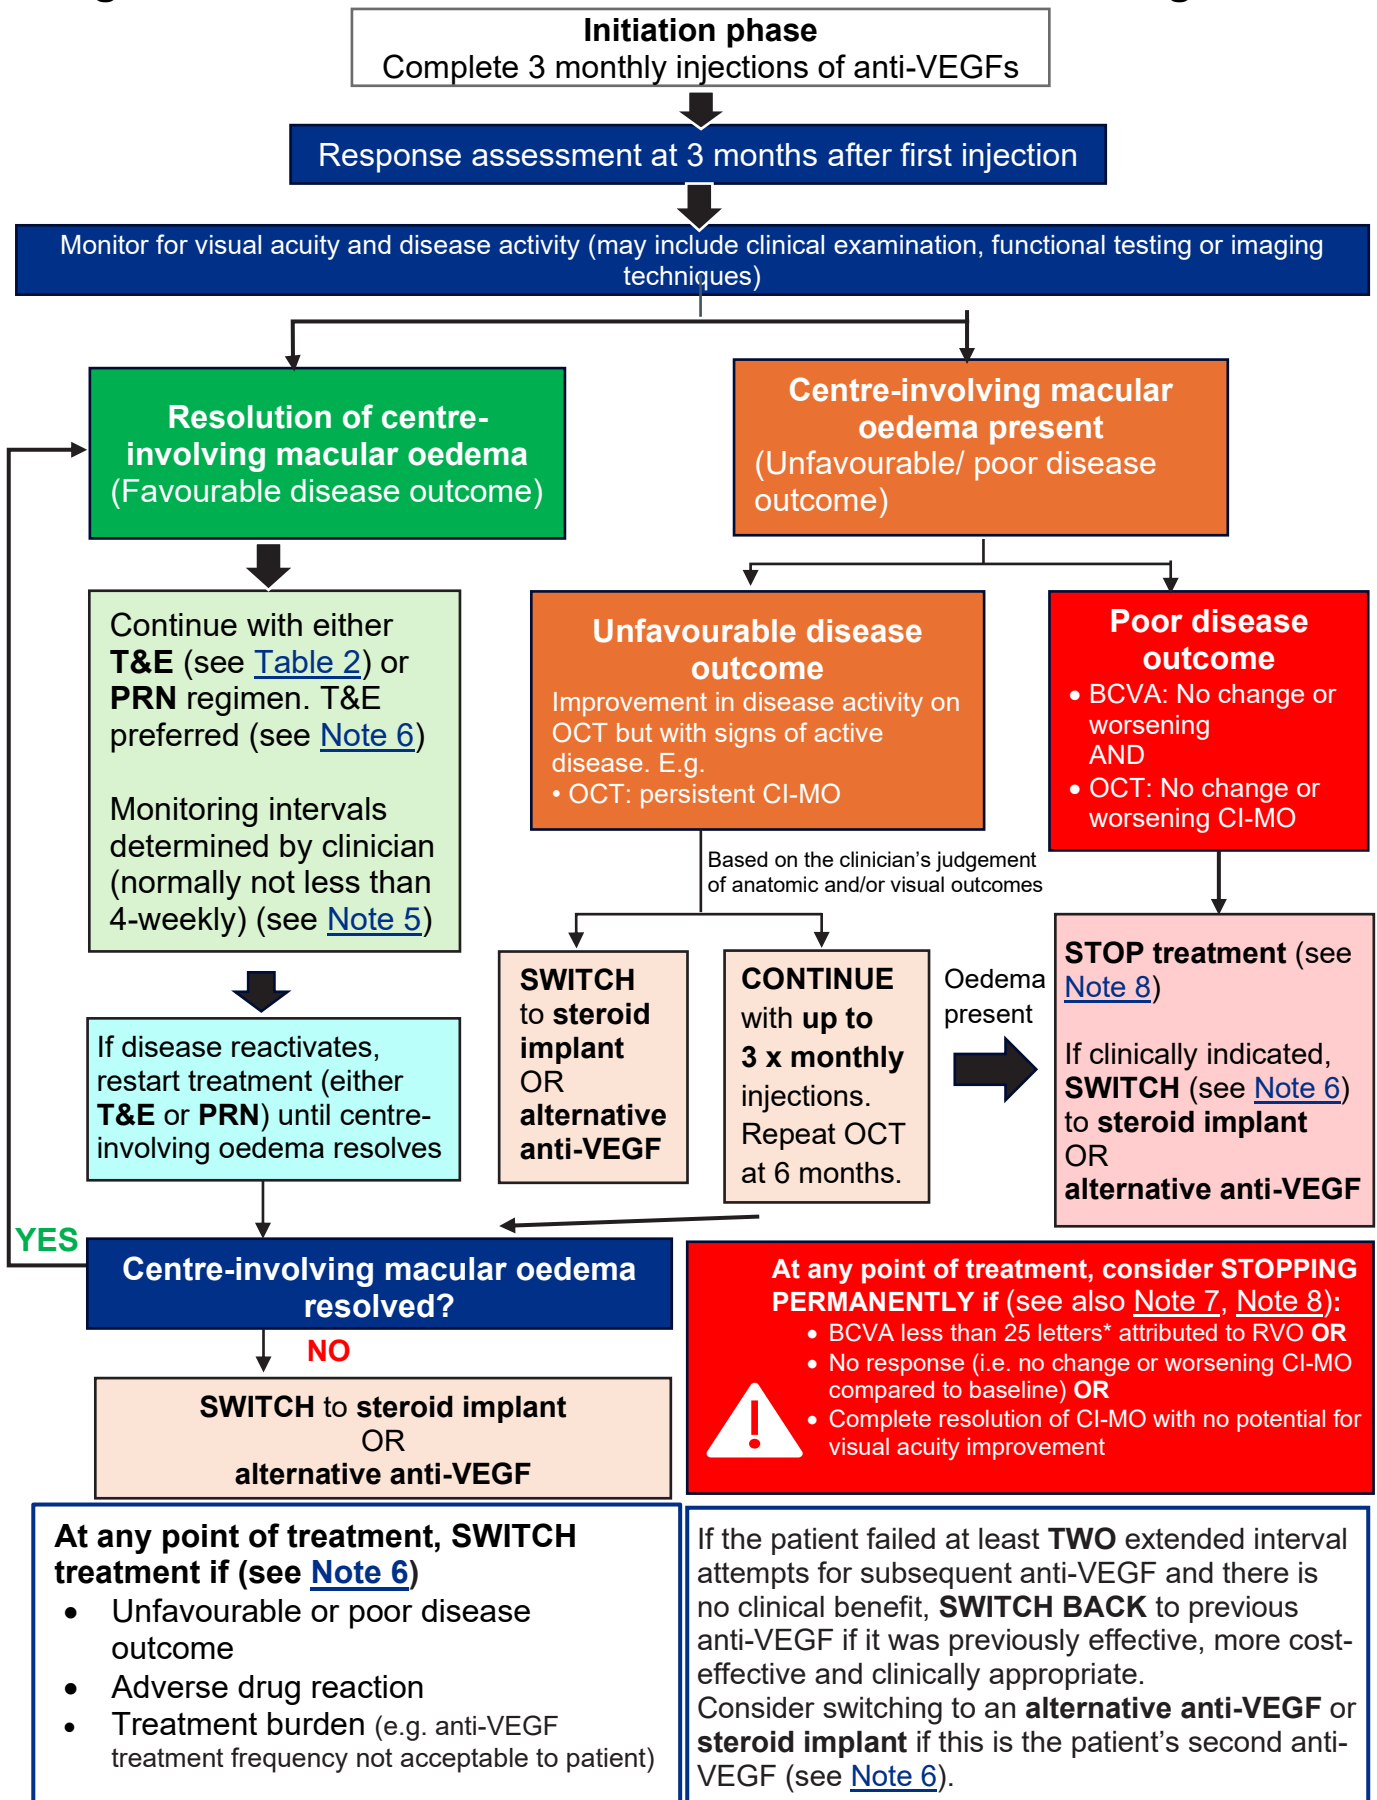 Initiation phase
Complete 3 monthly injections of anti-VEGFs
Response assessment at 3 months after first injection
Monitor for visual acuity and disease activity (may include clinical examination, functional testing or imaging
techniques)
Resolution of centre-
involving macular oedema
(Favourable disease outcome)
Centre-involving macular
oedema present
(Unfavourable/ poor disease
outcome)
Continue with either
T&E (see Table 2) or
PRN regimen. T&E
preferred (see Note 6)
Monitoring intervals
determined by clinician
(normally not less than
4-weekly) (see Note 5)
Unfavourable disease
outcome
Improvement in disease activity on
OCT but with signs of active
disease. E.g.
• OCT: persistent CI-MO
Poor disease
outcome
• BCVA: No change or
worsening
AND
• OCT: No change or
worsening CI-MO
Based on the clinician's judgement
of anatomic and/or visual outcomes
If disease reactivates,
restart treatment (either
T&E or PRN) until centre-
involving oedema resolves
SWITCH
to steroid
implant
OR
alternative
anti-VEGF
CONTINUE
with up to
3 x monthly
injections.
Repeat OCT
at 6 months.
Oedema
present
STOP treatment (see
Note 8)
If clinically indicated,
SWITCH (see Note 6)
to steroid implant
OR
alternative anti-VEGF
YES
Centre-involving macular oedema
resolved?
NO
SWITCH to steroid implant
OR
alternative anti-VEGF
At any point of treatment, consider STOPPING
PERMANENTLY if (see also Note 7, Note 8):
• BCVA less than 25 letters* attributed to RVO OR
• No response (i.e. no change or worsening CI-MO
compared to baseline) OR
• Complete resolution of CI-MO with no potential for
visual acuity improvement
At any point of treatment, SWITCH
treatment if (see Note 6)
• Unfavourable or poor disease
outcome
• Adverse drug reaction
• Treatment burden (e.g. anti-VEGF
treatment frequency not acceptable to patient)
If the patient failed at least TWO extended interval
attempts for subsequent anti-VEGF and there is
no clinical benefit, SWITCH BACK to previous
anti-VEGF if it was previously effective, more cost-
effective and clinically appropriate.
Consider switching to an alternative anti-VEGF or
steroid implant if this is the patient's second anti-
VEGF (see Note 6).